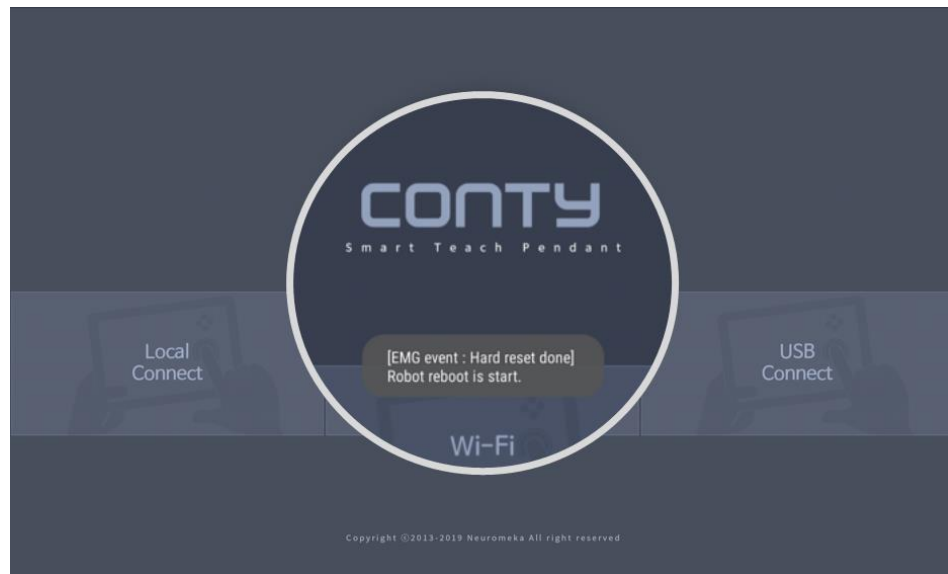 CONTY
Smart Teach Pendant
Local
Connect
[EMG event : Hard reset done]
Robot reboot is start.
USB
Connect
Wi-Fi
Copyright ⓒ2013-2019 Neuromeka All right reserved